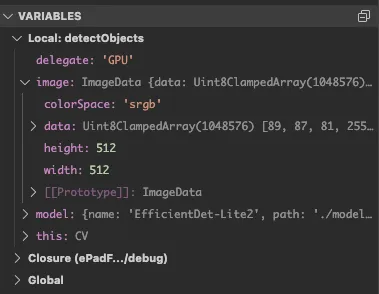 VARIABLES
Local: detectObjects
delegate: 'GPU'
image: ImageData {data: Uint8ClampedArray(1048576)…
colorSpace: 'srgb'
data: Uint8ClampedArray(1048576) [89, 87, 81, 255…
height: 512
width: 512
[[Prototype]]: ImageData
model: {name: 'EfficientDet-Lite2', path: './model…
this: CV
Closure (ePadF.../debug)
Global